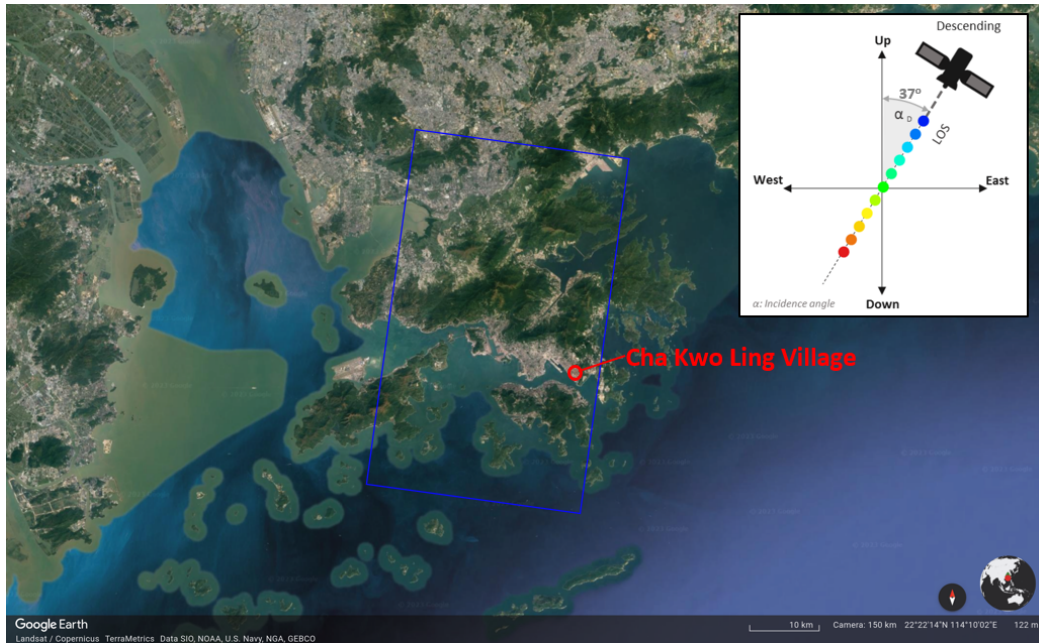 Descending
Up
37°
α D
LOS
West
East
Down
α: Incidence angle
Cha Kwo Ling Village
Google Earth
Landsat / Copernicus TerraMetrics Data SIO, NOAA, U.S. Navy, NGA, GEBCO
10 km
Camera: 150 km 22°22'14"N 114°10'02"E 122 m